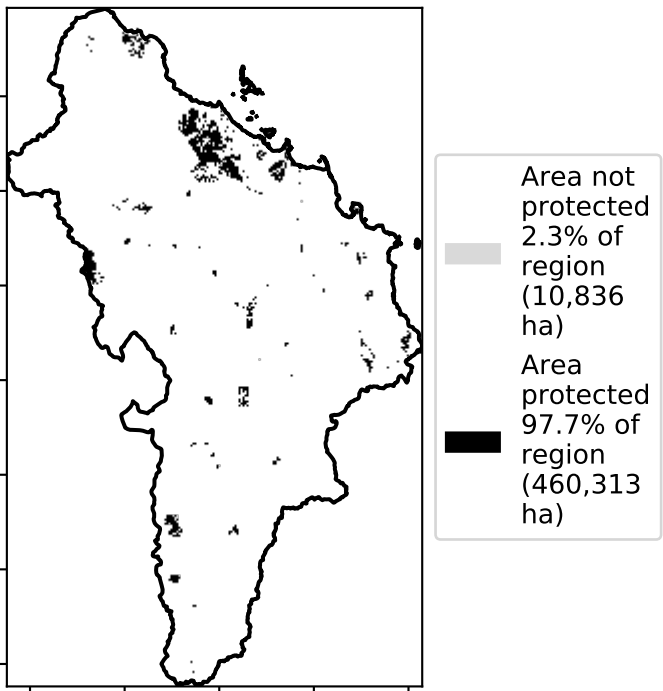 Area not
protected
2.3% of
region
(10,836
ha)
Area
protected
97.7% of
region
(460,313
ha)